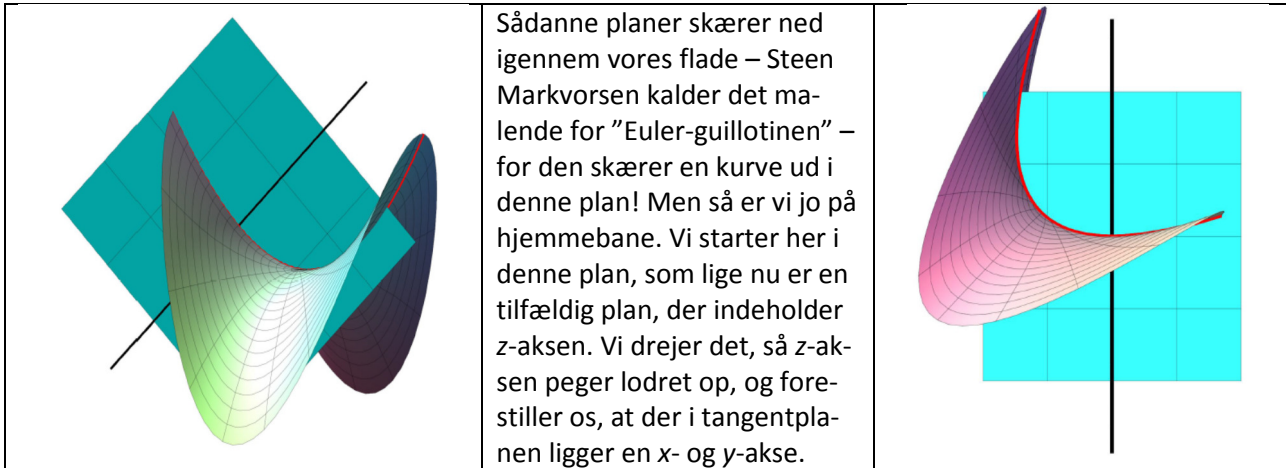 Sådanne planer skærer ned
igennem vores flade – Steen
Markvorsen kalder det ma-
lende for ”Euler-guillotinen” –
for den skærer en kurve ud i
denne plan! Men så er vi jo på
hjemmebane. Vi starter her i
denne plan, som lige nu er en
tilfældig plan, der indeholder
z-aksen. Vi drejer det, så z-ak-
sen peger lodret op, og fore-
stiller os, at der i tangentpla-
nen ligger en x- og y-akse.